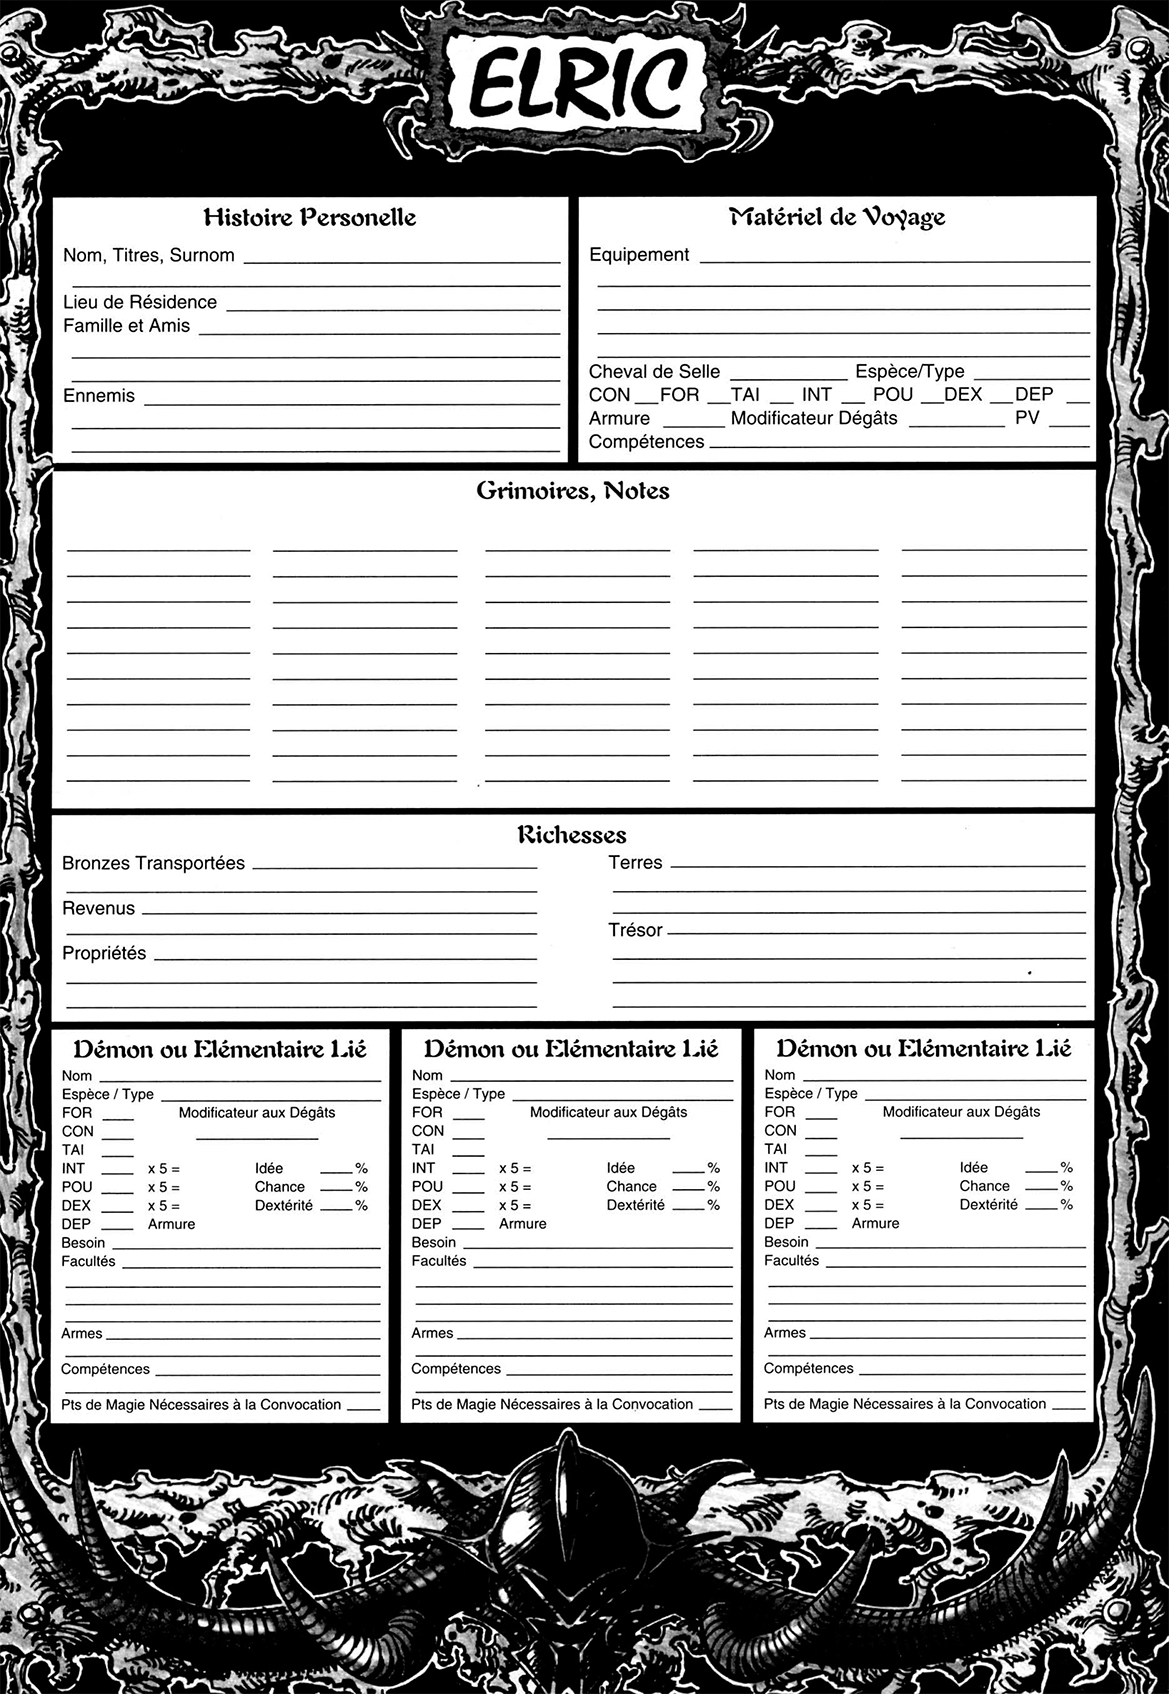 ELRIC
Histoire Personelle
Nom, Titres, Surnom
Lieu de Résidence
Famille et Amis
Ennemis
Matériel de Voyage
Equipement
Cheval de Selle Espèce/Type
CON FOR TAI INT POU DEX DEP
Armure Modificateur Dégâts PV
Compétences
Grimoires, Notes
Richesses
Bronzes Transportées
Revenus
Propriétés
Terres
Trésor
Démon ou Elémentaire Lié
Nom
Espèce / Type
FOR Modificateur aux Dégâts
CON
TAI
INT x 5 = Idée %
POU x 5 = Chance %
DEX x 5 = Dextérité %
DEP Armure
Besoin
Facultés
Armes
Compétences
Pts de Magie Nécessaires à la Convocation
Démon ou Elémentaire Lié
Nom
Espèce / Type
FOR Modificateur aux Dégâts
CON
TAI
INT x 5 = Idée %
POU x 5 = Chance %
DEX x 5 = Dextérité %
DEP Armure
Besoin
Facultés
Armes
Compétences
Pts de Magie Nécessaires à la Convocation
Démon ou Elémentaire Lié
Nom
Espèce / Type
FOR Modificateur aux Dégâts
CON
TAI
INT x 5 = Idée %
POU x 5 = Chance %
DEX x 5 = Dextérité %
DEP Armure
Besoin
Facultés
Armes
Compétences
Pts de Magie Nécessaires à la Convocation